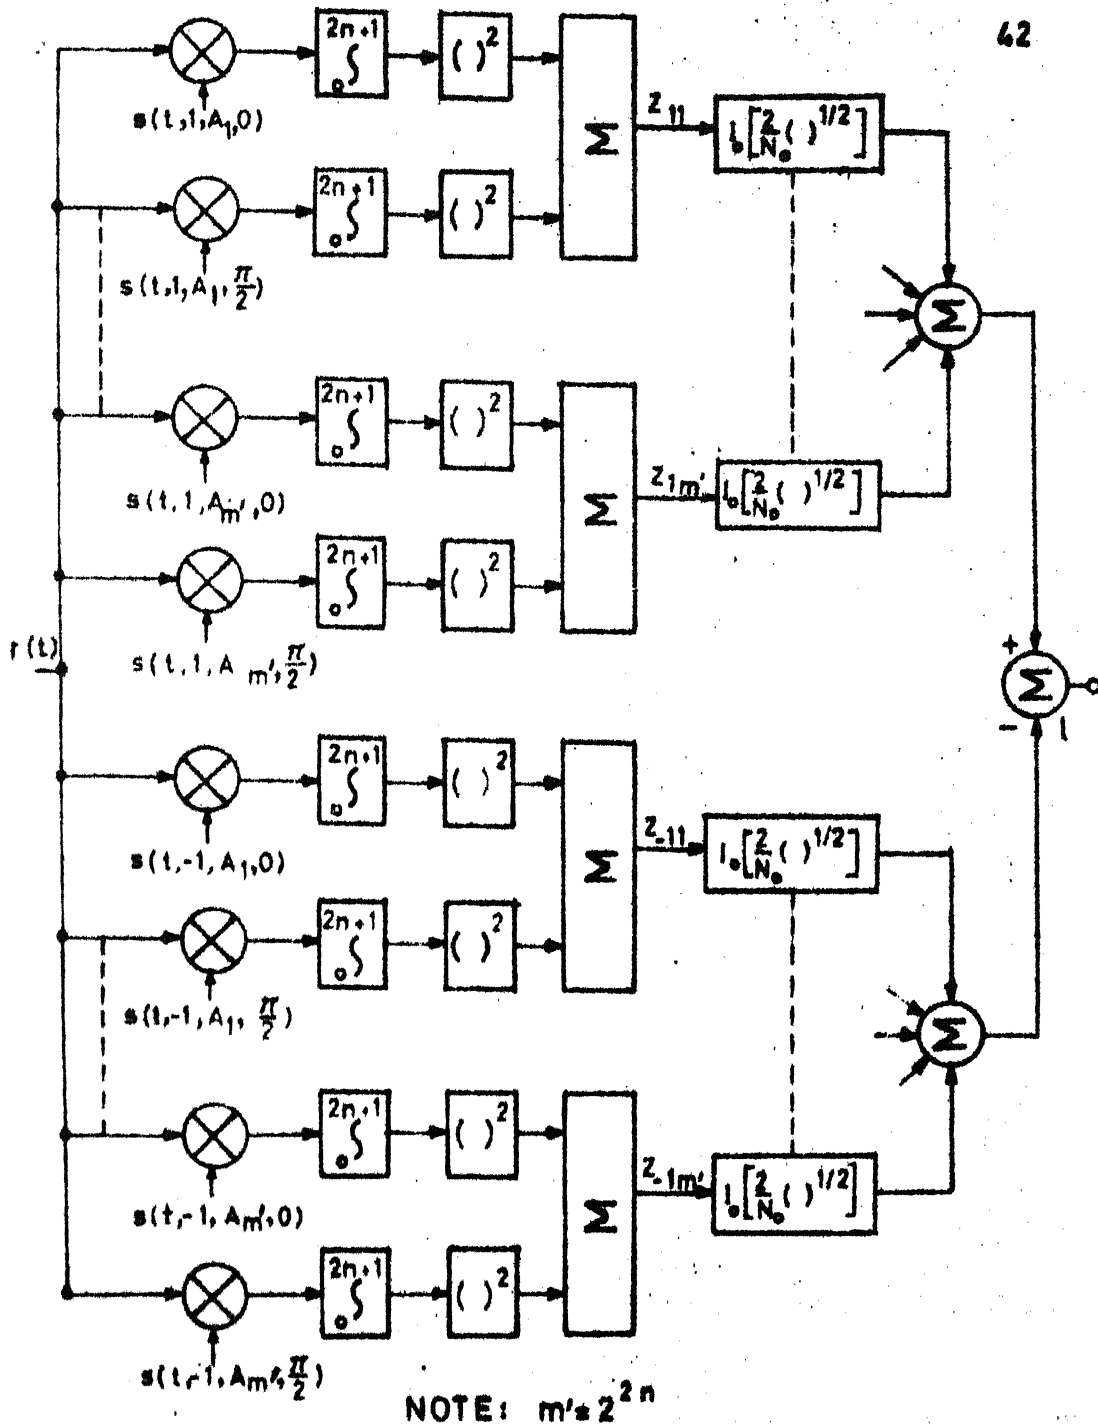 42
2n+1
∫
o
( )²
s(t,1,A₁,0)
Σ
Z₁₁
I₀[2/N₀( )^1/2]
2n+1
∫
o
( )²
s(t,1,A₁,π/2)
Σ
2n+1
∫
o
( )²
s(t,1,Aₘ′,0)
Σ
Z₁ₘ′
I₀[2/N₀( )^1/2]
2n+1
∫
o
( )²
s(t,1,A ₘ′,π/2)
r(t)
+
Σ
−
l
2n+1
∫
o
( )²
s(t,-1,A₁,0)
Σ
Z₋₁₁
I₀[2/N₀( )^1/2]
2n+1
∫
o
( )²
s(t,-1,A₁,π/2)
Σ
2n+1
∫
o
( )²
s(t,-1,Aₘ′,0)
Σ
Z₋₁ₘ′
I₀[2/N₀( )^1/2]
2n+1
∫
o
( )²
s(t,-1,Aₘ′,π/2)
NOTE: m′=2²ⁿ